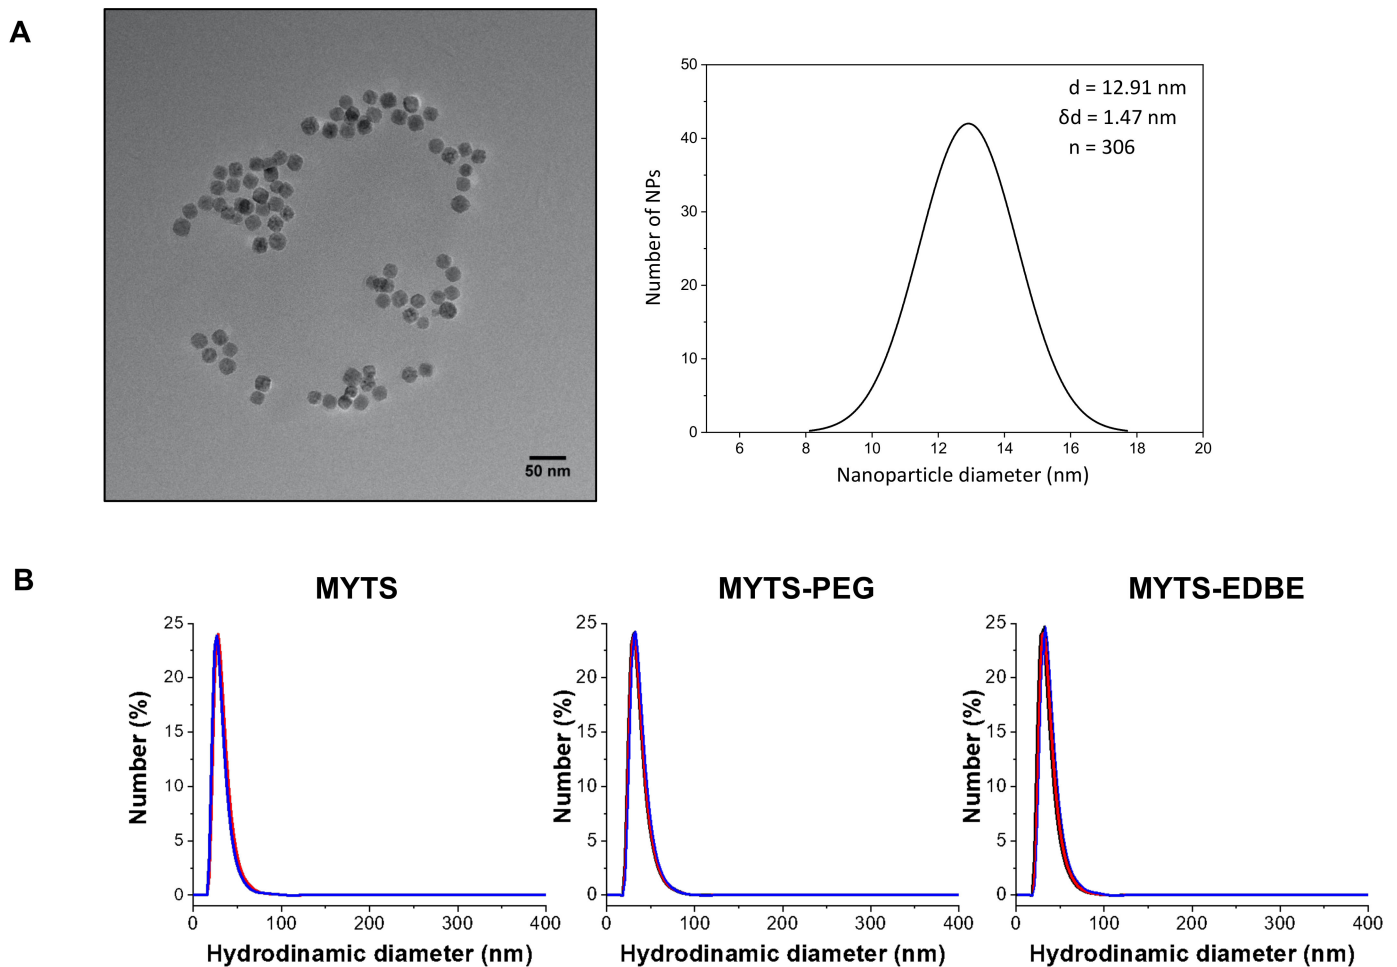 A
50 nm
50
40
30
20
10
0
Number of NPs
d = 12.91 nm
δd = 1.47 nm
n = 306
6 8 10 12 14 16 18 20
Nanoparticle diameter (nm)
B
MYTS
25
20
15
10
5
0
Number (%)
0 100 200 300 400
Hydrodinamic diameter (nm)
MYTS-PEG
25
20
15
10
5
0
Number (%)
0 100 200 300 400
Hydrodinamic diameter (nm)
MYTS-EDBE
25
20
15
10
5
0
Number (%)
0 100 200 300 400
Hydrodinamic diameter (nm)